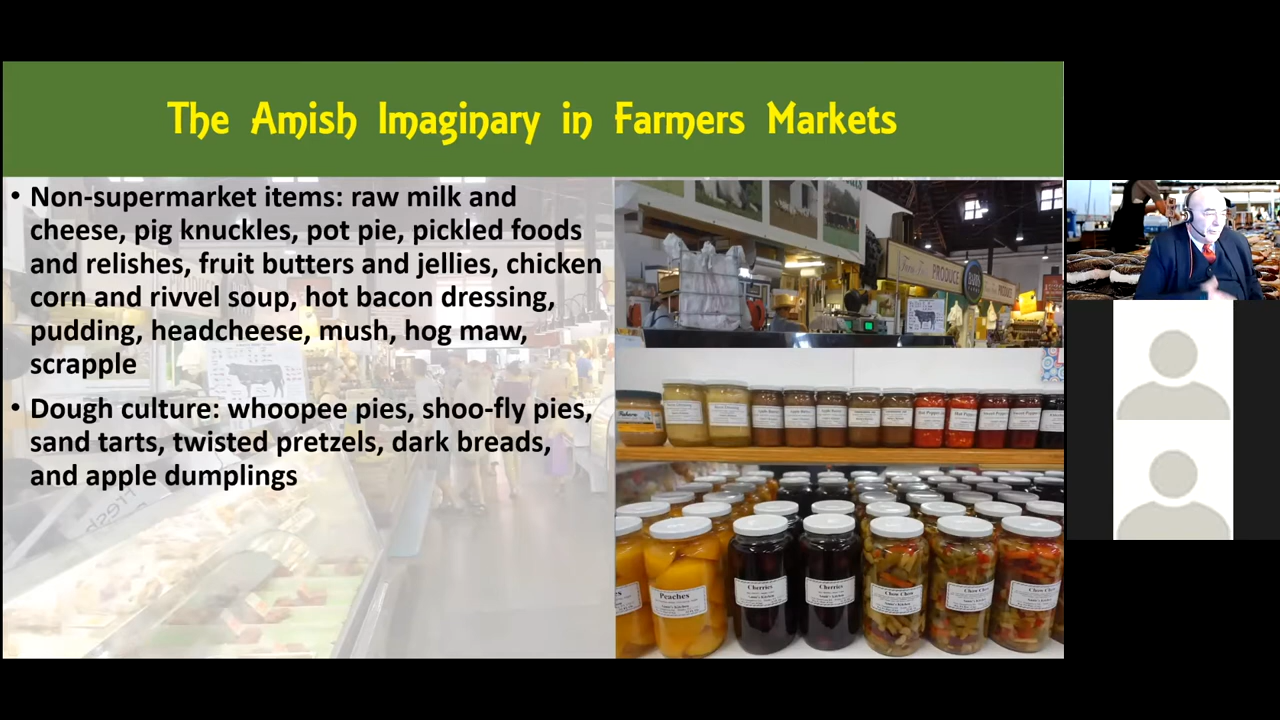 The Amish Imaginary in Farmers Markets
• Non-supermarket items: raw milk and
cheese, pig knuckles, pot pie, pickled foods
and relishes, fruit butters and jellies, chicken
corn and rivvel soup, hot bacon dressing,
pudding, headcheese, mush, hog maw,
scrapple
• Dough culture: whoopee pies, shoo-fly pies,
sand tarts, twisted pretzels, dark breads,
and apple dumplings
PRODUCE
Peaches
Cherries
Cherries
Chow Chow
Chow Chow